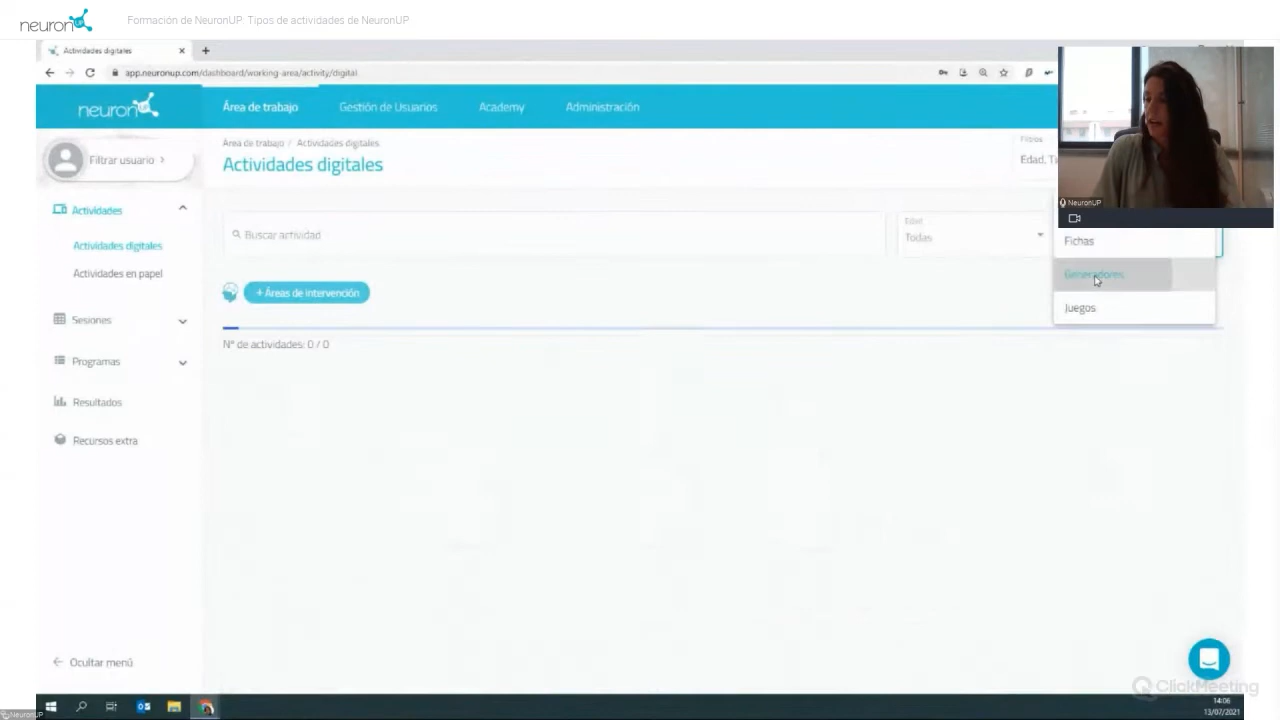 neuronUP
Formación de NeuronUP: Tipos de actividades de NeuronUP
Actividades digitales
app.neuronup.com/dashboard/working-area/activity/digital
neuronUP
Área de trabajo
Gestión de Usuarios
Academy
Administración
Filtrar usuario
Área de trabajo / Actividades digitales
Actividades digitales
Filtros
Edad, Ti
NeuronUP
Actividades
Actividades digitales
Actividades en papel
Sesiones
Programas
Resultados
Recursos extra
Ocultar menú
Buscar actividad
Edad
Todas
Fichas
Generadores
Juegos
+ Áreas de intervención
Nº de actividades: 0 / 0
ClickMeeting
NeuronUP
14:06
13/07/2021